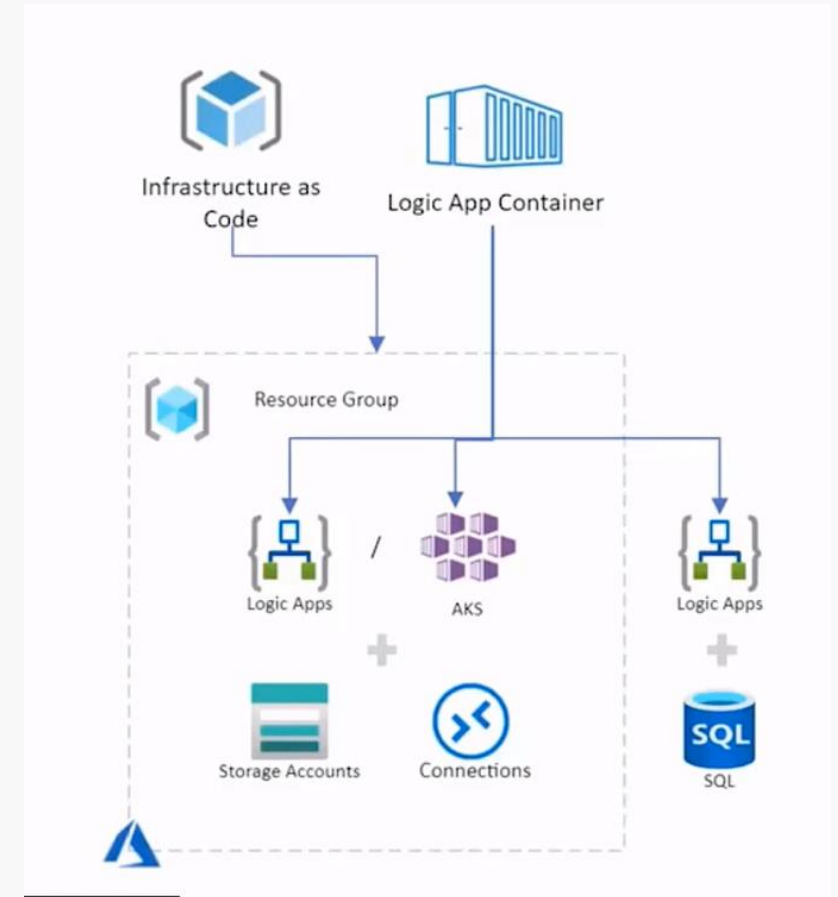 Infrastructure as
Code
Logic App Container
Resource Group
/
Logic Apps
AKS
Logic Apps
Storage Accounts
Connections
SQL
SQL